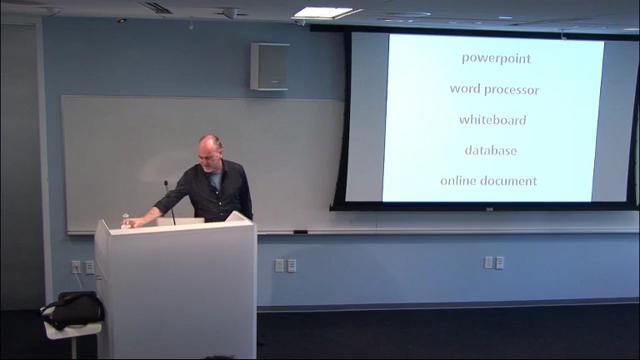 powerpoint
word processor
whiteboard
database
online document